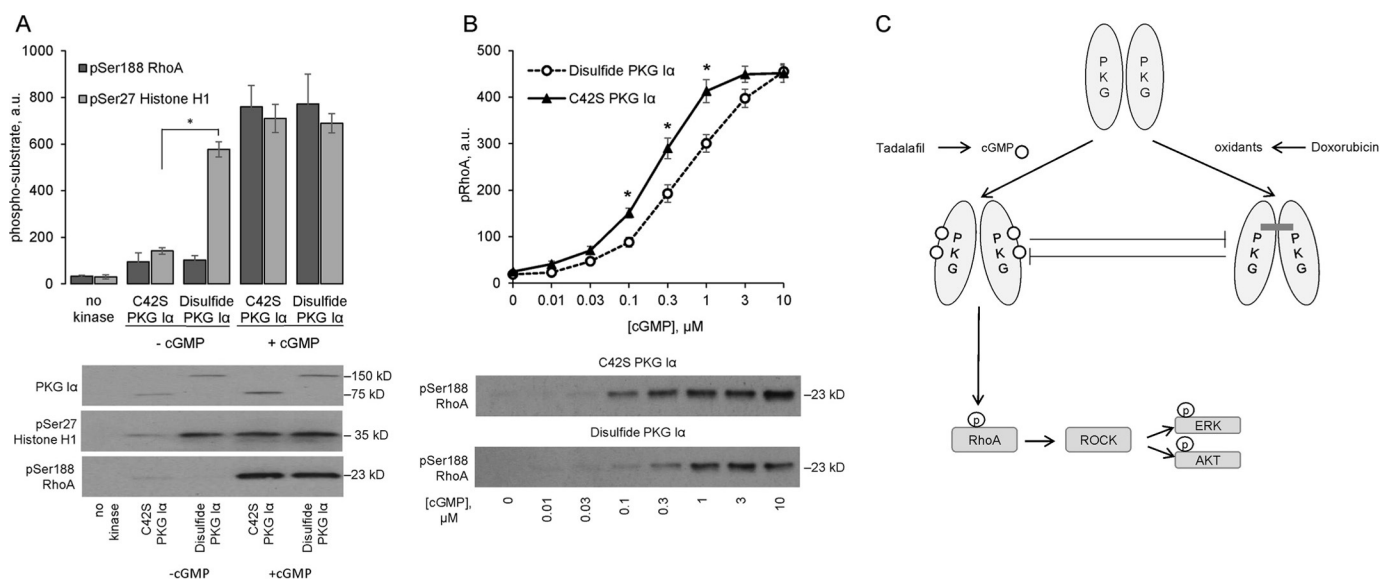 A
1000
800
600
400
200
0
phospho-substrate, a.u.
pSer188 RhoA
pSer27 Histone H1
*
no kinase
C42S PKG Iα
Disulfide PKG Iα
C42S PKG Iα
Disulfide PKG Iα
- cGMP
+ cGMP
PKG Iα
–150 kD
–75 kD
pSer27
Histone H1
– 35 kD
pSer188
RhoA
–23 kD
no kinase
C42S PKG Iα
Disulfide PKG Iα
C42S PKG Iα
Disulfide PKG Iα
-cGMP
+cGMP
B
500
400
300
200
100
0
pRhoA, a.u.
Disulfide PKG Iα
C42S PKG Iα
*
*
*
0 0.01 0.03 0.1 0.3 1 3 10
[cGMP], µM
C42S PKG Iα
pSer188
RhoA
–23 kD
Disulfide PKG Iα
pSer188
RhoA
–23 kD
[cGMP], µM
0 0.01 0.03 0.1 0.3 1 3 10
C
PKG PKG
Tadalafil cGMP
oxidants Doxorubicin
PKG PKG
PKG PKG
p
RhoA
ROCK
p
ERK
p
AKT